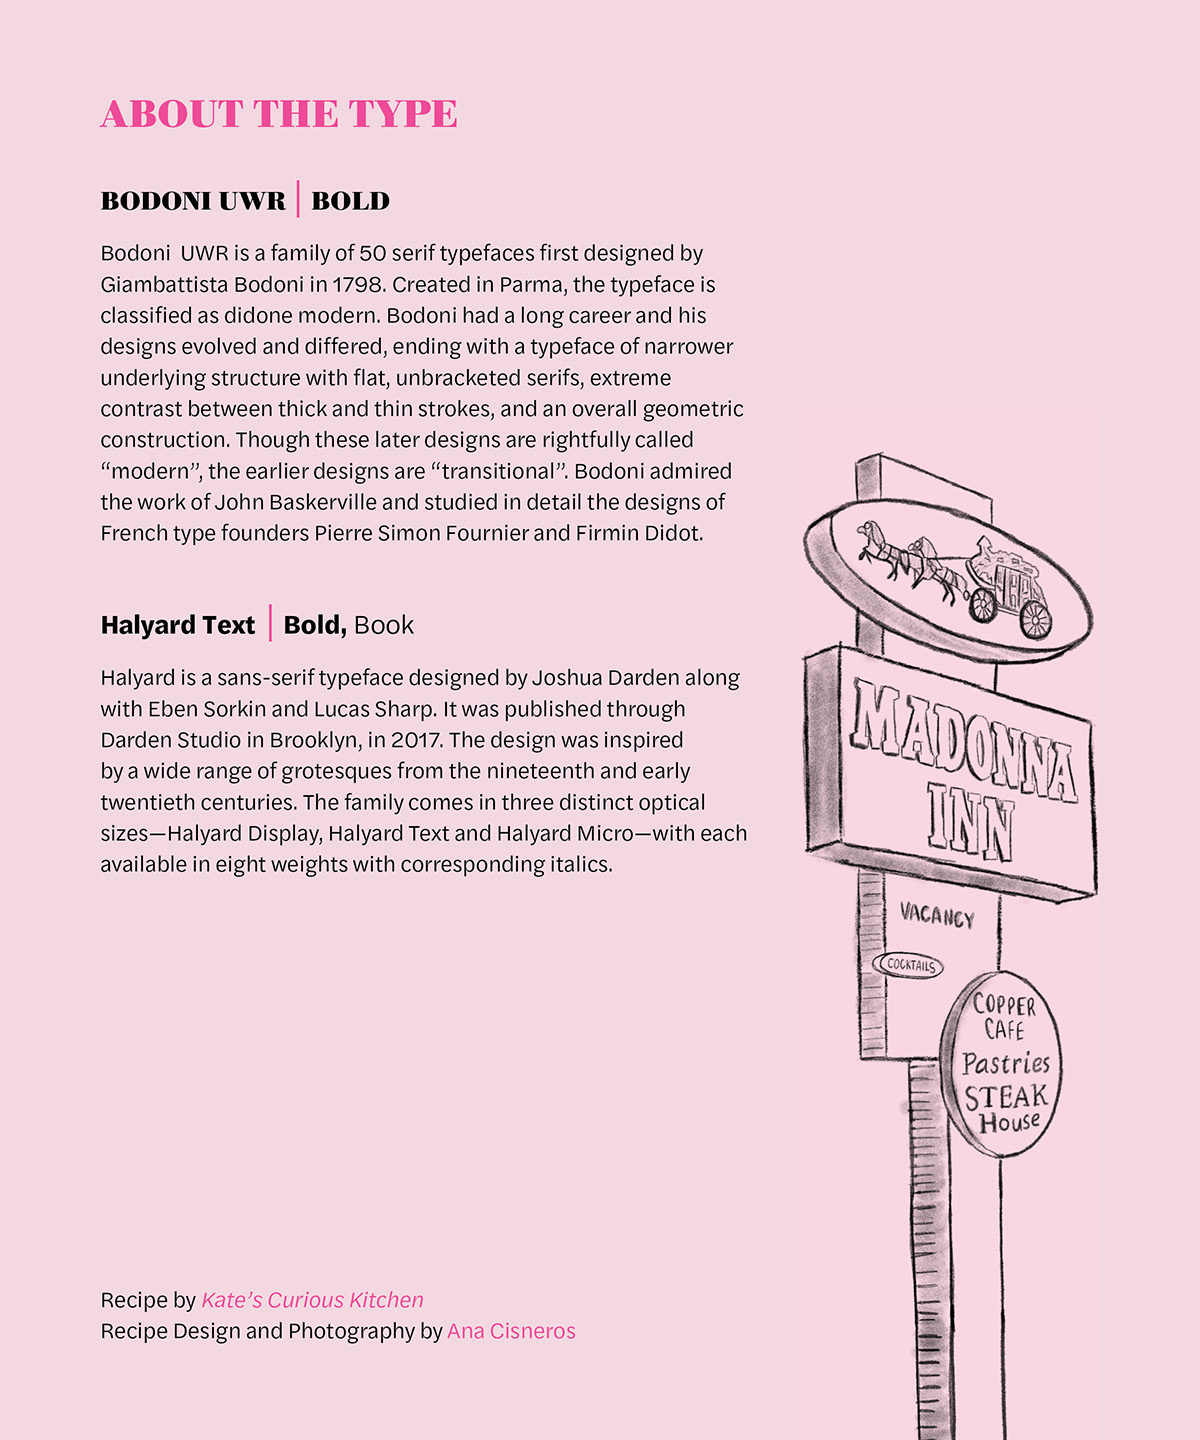 ABOUT THE TYPE
BODONI UWR | BOLD
Bodoni  UWR is a family of 50 serif typefaces first designed by
Giambattista Bodoni in 1798. Created in Parma, the typeface is
classified as didone modern. Bodoni had a long career and his
designs evolved and differed, ending with a typeface of narrower
underlying structure with flat, unbracketed serifs, extreme
contrast between thick and thin strokes, and an overall geometric
construction. Though these later designs are rightfully called
“modern”, the earlier designs are “transitional”. Bodoni admired
the work of John Baskerville and studied in detail the designs of
French type founders Pierre Simon Fournier and Firmin Didot.
Halyard Text | Bold, Book
Halyard is a sans-serif typeface designed by Joshua Darden along
with Eben Sorkin and Lucas Sharp. It was published through
Darden Studio in Brooklyn, in 2017. The design was inspired
by a wide range of grotesques from the nineteenth and early
twentieth centuries. The family comes in three distinct optical
sizes—Halyard Display, Halyard Text and Halyard Micro—with each
available in eight weights with corresponding italics.
MADONNA
INN
VACANCY
COCKTAILS
COPPER
CAFE
Pastries
STEAK
House
Recipe by Kate’s Curious Kitchen
Recipe Design and Photography by Ana Cisneros